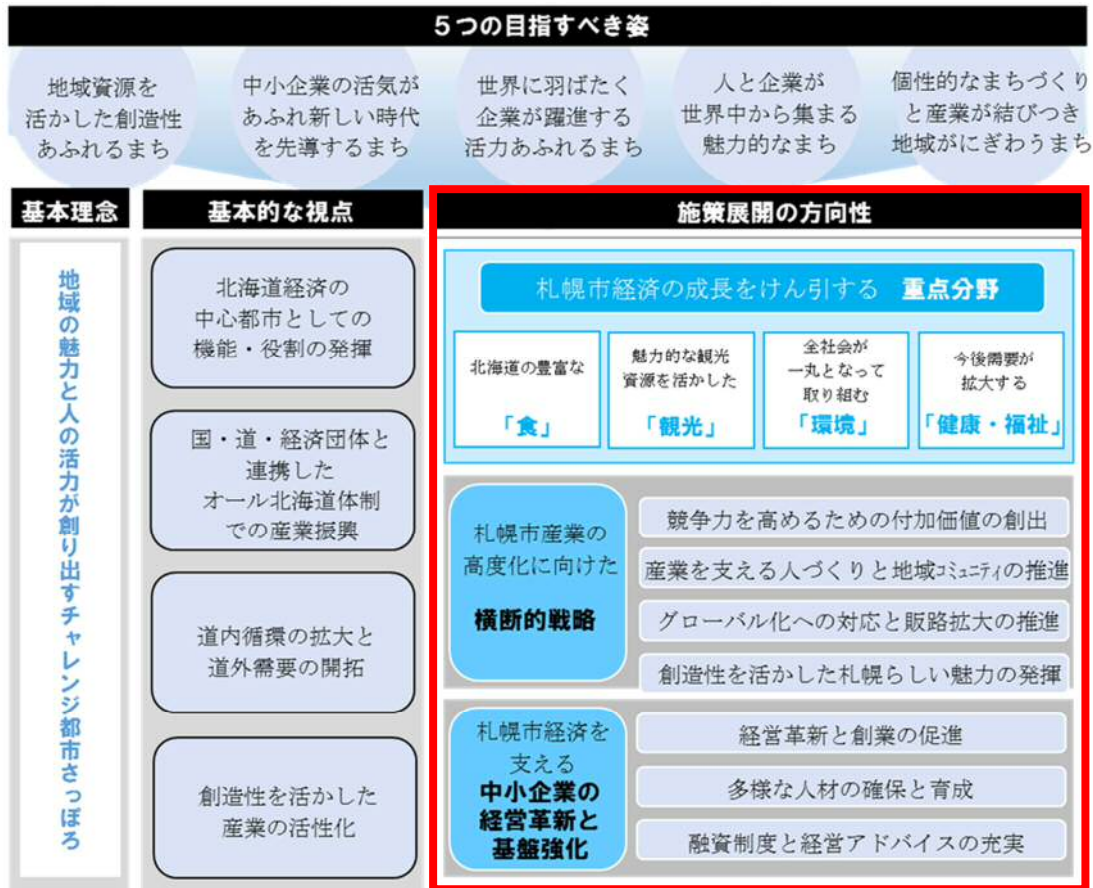 ５つの目指すべき姿
地域資源を
活かした創造性
あふれるまち
中小企業の活気が
あふれ新しい時代
を先導するまち
世界に羽ばたく
企業が躍進する
活力あふれるまち
人と企業が
世界中から集まる
魅力的なまち
個性的なまちづくり
と産業が結びつき
地域がにぎわうまち
基本理念
地域の魅力と人の活力が創り出すチャレンジ都市さっぽろ
基本的な視点
北海道経済の
中心都市としての
機能・役割の発揮
国・道・経済団体と
連携した
オール北海道体制
での産業振興
道内循環の拡大と
道外需要の開拓
創造性を活かした
産業の活性化
施策展開の方向性
札幌市経済の成長をけん引する 重点分野
北海道の豊富な
「食」
魅力的な観光
資源を活かした
「観光」
全社会が
一丸となって
取り組む
「環境」
今後需要が
拡大する
「健康・福祉」
札幌市産業の
高度化に向けた
横断的戦略
競争力を高めるための付加価値の創出
産業を支える人づくりと地域ｺﾐｭﾆﾃｨの推進
グローバル化への対応と販路拡大の推進
創造性を活かした札幌らしい魅力の発揮
札幌市経済を
支える
中小企業の
経営革新と
基盤強化
経営革新と創業の促進
多様な人材の確保と育成
融資制度と経営アドバイスの充実